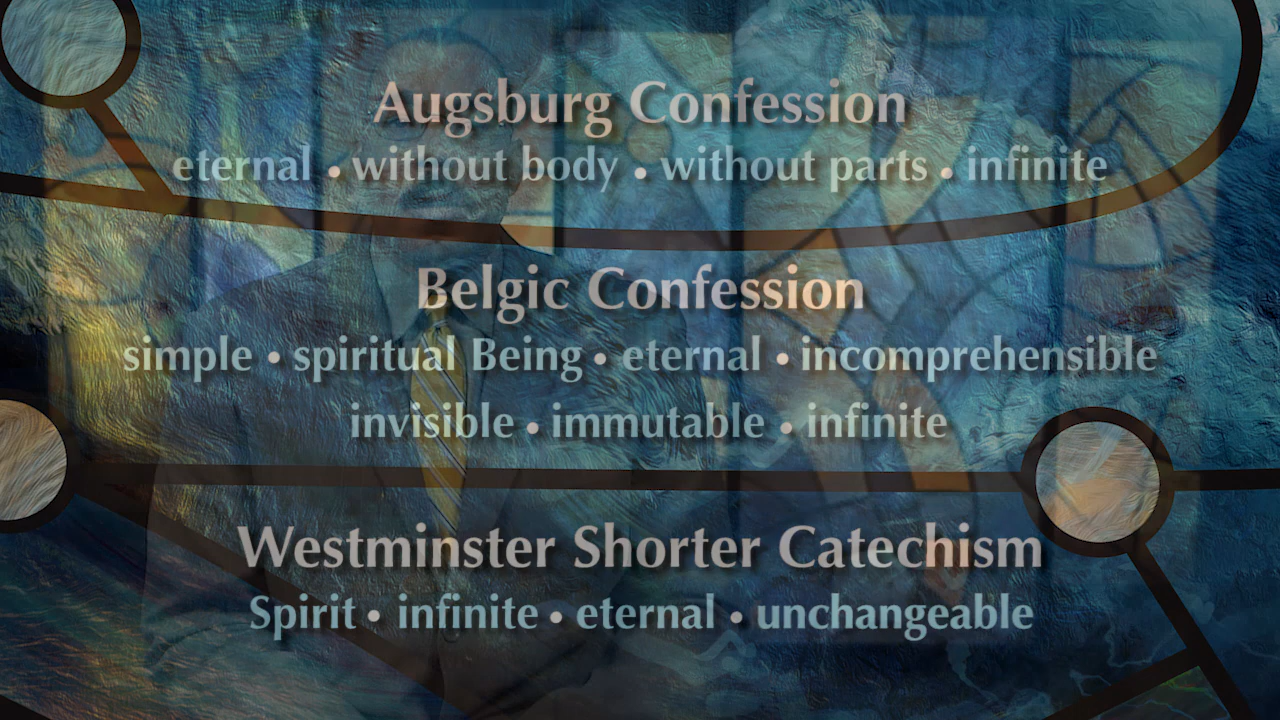 Augsburg Confession
eternal • without body • without parts • infinite
Belgic Confession
simple • spiritual Being • eternal • incomprehensible
invisible • immutable • infinite
Westminster Shorter Catechism
Spirit • infinite • eternal • unchangeable